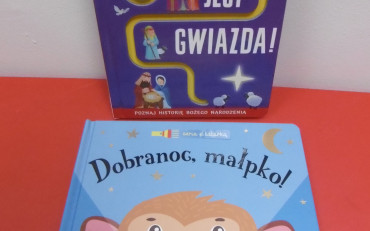 JEST
GWIAZDA!
POZNAJ HISTORIĘ BOŻEGO NARODZENIA
Dobranoc, małpko!